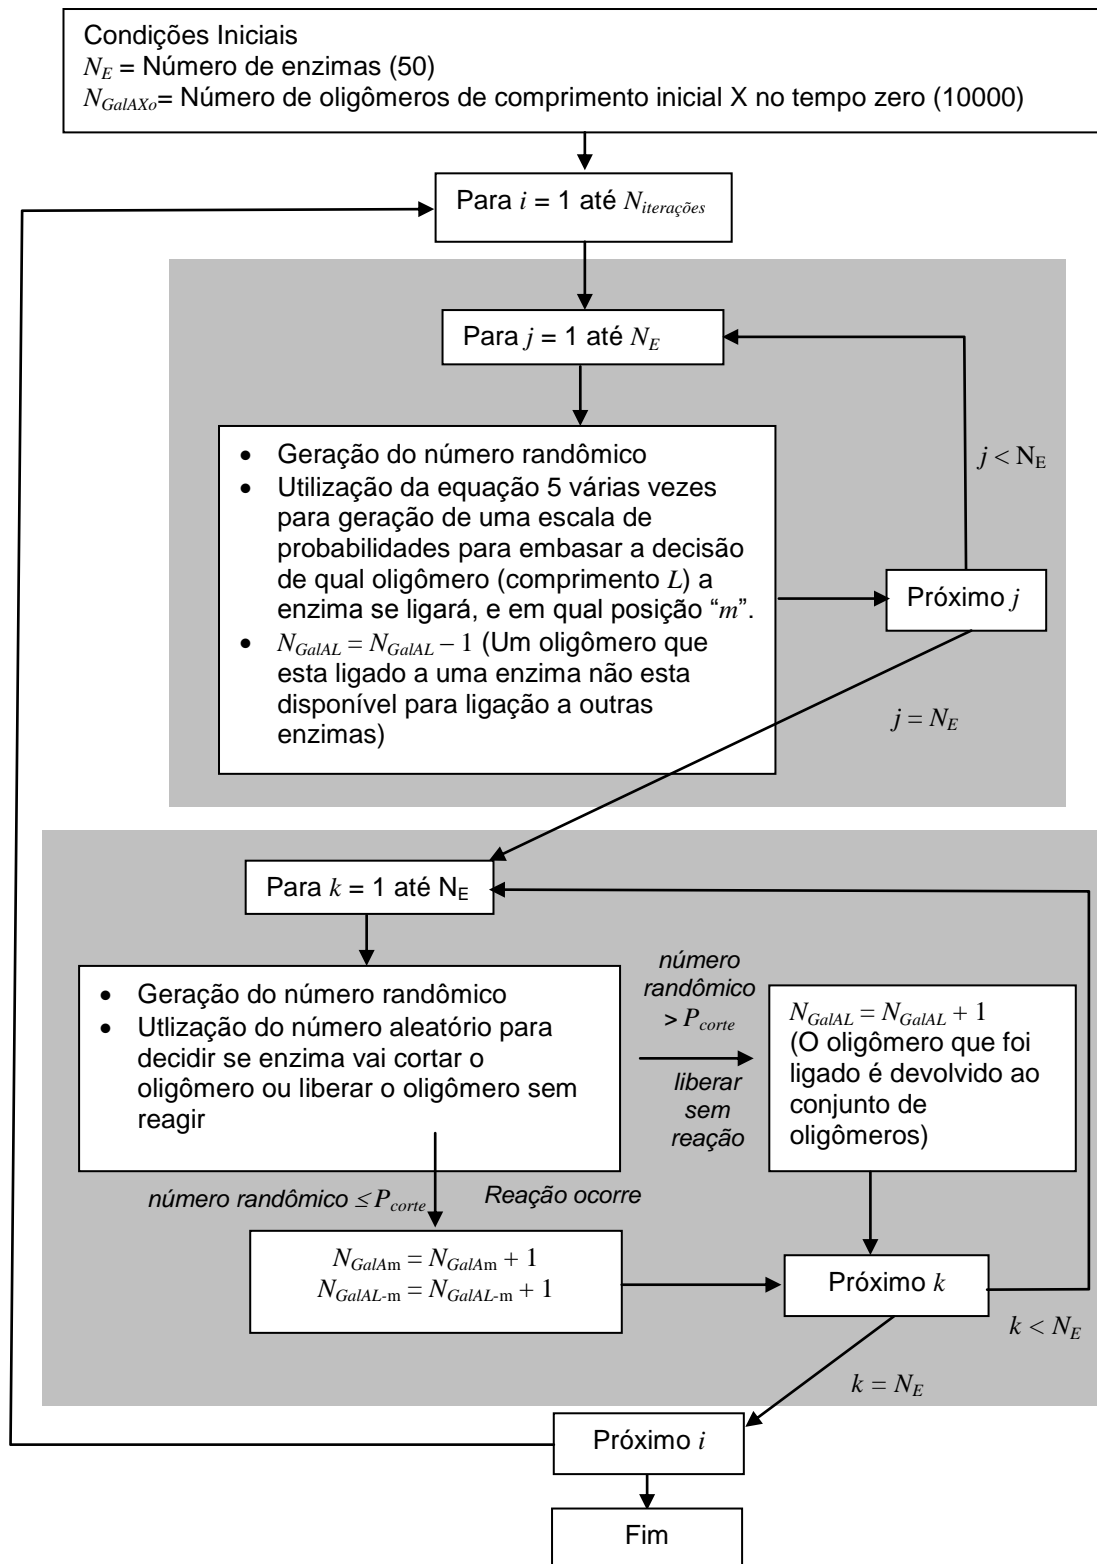 Condições Iniciais
N_E = Número de enzimas (50)
N_GalAXo= Número de oligômeros de comprimento inicial X no tempo zero (10000)
Para i = 1 até N_iterações
Para j = 1 até N_E
• Geração do número randômico
• Utilização da equação 5 várias vezes
para geração de uma escala de
probabilidades para embasar a decisão
de qual oligômero (comprimento L) a
enzima se ligará, e em qual posição “m”.
• N_GalAL = N_GalAL – 1 (Um oligômero que
esta ligado a uma enzima não esta
disponível para ligação a outras
enzimas)
j < N_E
Próximo j
j = N_E
Para k = 1 até N_E
• Geração do número randômico
• Utlização do número aleatório para
decidir se enzima vai cortar o
oligômero ou liberar o oligômero sem
reagir
número
randômico
> P_corte
liberar
sem
reação
N_GalAL = N_GalAL + 1
(O oligômero que foi
ligado é devolvido ao
conjunto de
oligômeros)
número randômico ≤ P_corte
Reação ocorre
N_GalAm = N_GalAm + 1
N_GalAL-m = N_GalAL-m + 1
Próximo k
k < N_E
k = N_E
Próximo i
Fim